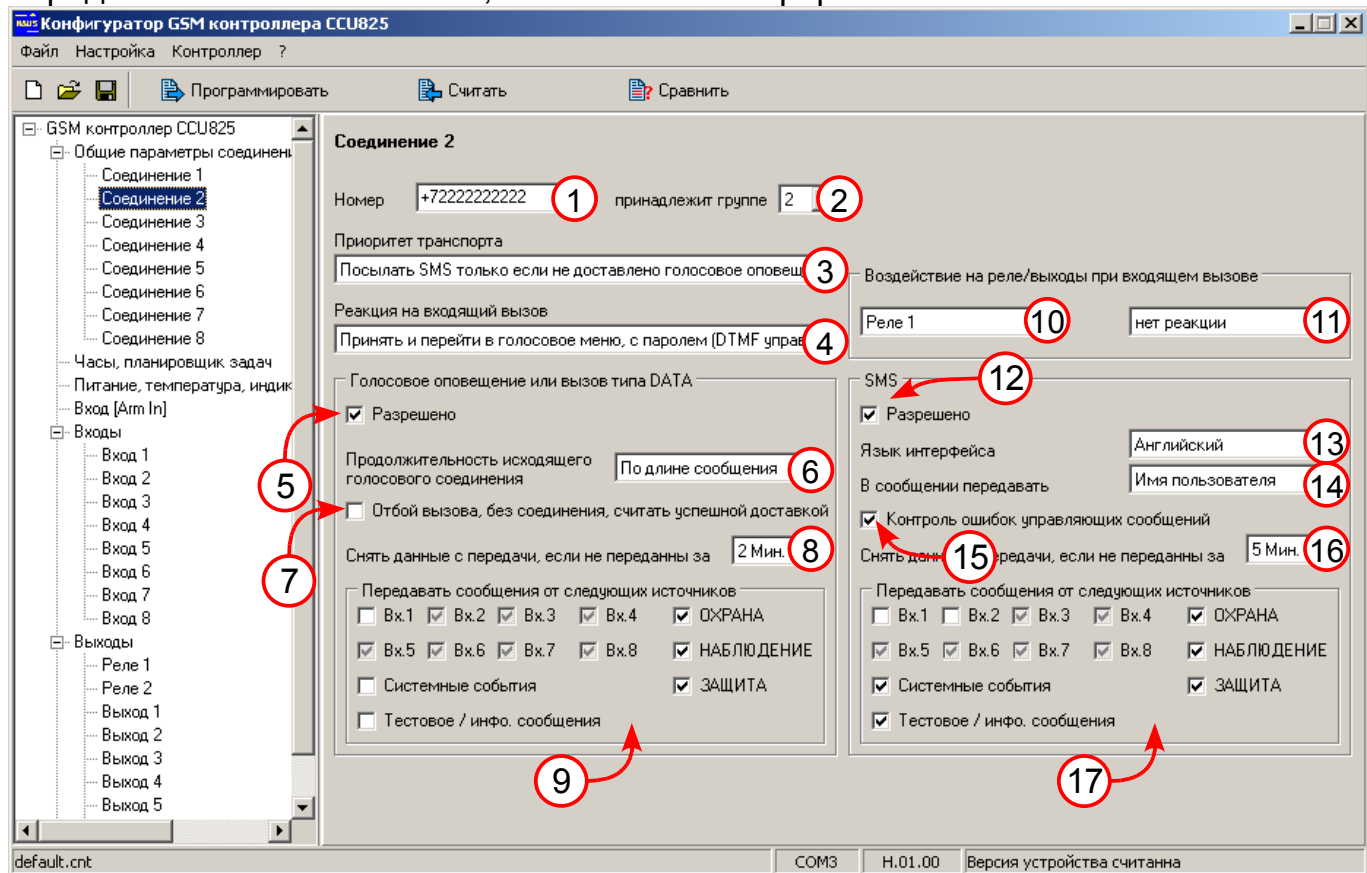 Конфигуратор GSM контроллера CCU825
Файл Настройка Контроллер ?
Программировать Считать Сравнить
GSM контроллер CCU825
Общие параметры соединени
Соединение 1
Соединение 2
Соединение 3
Соединение 4
Соединение 5
Соединение 6
Соединение 7
Соединение 8
Часы, планировщик задач
Питание, температура, индик
Вход [Arm In]
Входы
Вход 1
Вход 2
Вход 3
Вход 4
Вход 5
Вход 6
Вход 7
Вход 8
Выходы
Реле 1
Реле 2
Выход 1
Выход 2
Выход 3
Выход 4
Выход 5
Соединение 2
Номер +72222222222 1 принадлежит группе 2 2
Приоритет транспорта
Посылать SMS только если не доставлено голосовое опове 3
Реакция на входящий вызов
Принять и перейти в голосовое меню, с паролем (DTMF упра 4
Воздействие на реле/выходы при входящем вызове
Реле 1 10 нет реакции 11
Голосовое оповещение или вызов типа DATA
5 Разрешено
Продолжительность исходящего
голосового соединения По длине сообщения 6
7 Отбой вызова, без соединения, считать успешной доставкой
Снять данные с передачи, если не переданны за 2 Мин. 8
Передавать сообщения от следующих источников
Вх.1 Вх.2 Вх.3 Вх.4 ОХРАНА
Вх.5 Вх.6 Вх.7 Вх.8 НАБЛЮДЕНИЕ
Системные события ЗАЩИТА
Тестовое / инфо. сообщения
9
SMS 12
Разрешено
Язык интерфейса Английский 13
В сообщении передавать Имя пользователя 14
Контроль ошибок управляющих сообщений
15
Снять передачи, если не переданны за 5 Мин. 16
Передавать сообщения от следующих источников
Вх.1 Вх.2 Вх.3 Вх.4 ОХРАНА
Вх.5 Вх.6 Вх.7 Вх.8 НАБЛЮДЕНИЕ
Системные события ЗАЩИТА
Тестовое / инфо. сообщения
17
default.cnt COM3 H.01.00 Версия устройства считанна